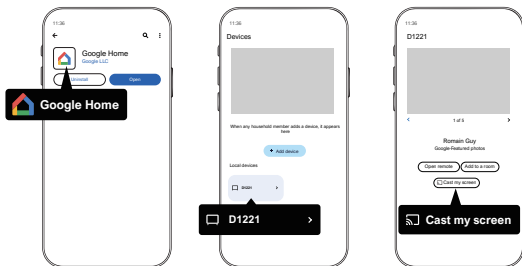 11:36
Google Home
Google LLC
Uninstall
Open
Google Home
11:36
Devices
When any household member adds a device, it appears
here
+ Add device
Local devices
D1221
D1221
11:36
D1221
1 of 5
Romain Guy
Google Featured photos
Open remote
Add to a room
Cast my screen
Cast my screen